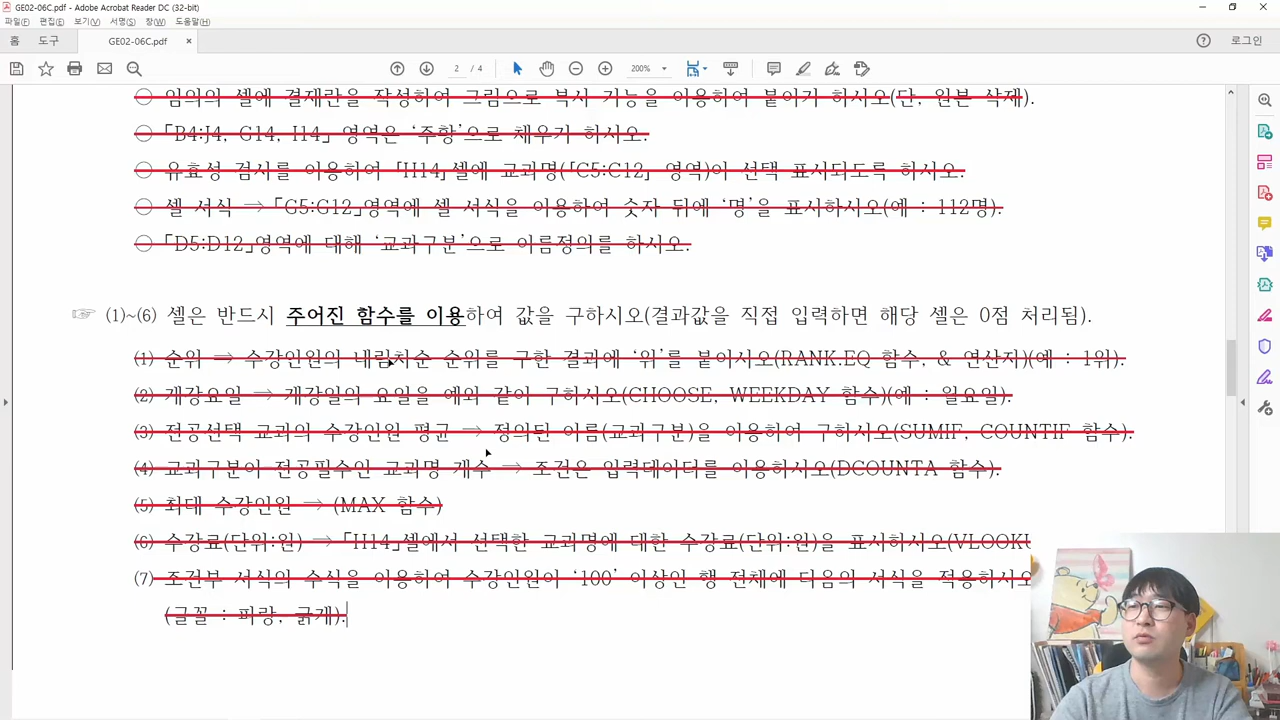 GE02-06C.pdf - Adobe Acrobat Reader DC (32-bit)
파일(F) 편집(E) 보기(V) 서명(S) 창(W) 도움말(H)
홈 도구 GE02-06C.pdf × 로그인
2 / 4 200%
○ 임의의 셀에 결재란을 작성하여 그림으로 복사 기능을 이용하여 붙이기 하시오(단, 원본 삭제).
○ 「B4:J4, G14, I14」 영역은 '주황'으로 채우기 하시오.
○ 유효성 검사를 이용하여 「H14」셀에 교과명(「C5:C12」 영역)이 선택 표시되도록 하시오.
○ 셀 서식 ⇒ 「G5:G12」영역에 셀 서식을 이용하여 숫자 뒤에 '명'을 표시하시오(예 : 112명).
○ 「D5:D12」영역에 대해 '교과구분'으로 이름정의를 하시오.
☞ (1)~(6) 셀은 반드시 주어진 함수를 이용하여 값을 구하시오(결과값을 직접 입력하면 해당 셀은 0점 처리됨).
(1) 순위 ⇒ 수강인원의 내림차순 순위를 구한 결과에 '위'를 붙이시오(RANK.EQ 함수, & 연산자)(예 : 1위).
(2) 개강요일 ⇒ 개강일의 요일을 예와 같이 구하시오(CHOOSE, WEEKDAY 함수)(예 : 월요일).
(3) 전공선택 교과의 수강인원 평균 ⇒ 정의된 이름(교과구분)을 이용하여 구하시오(SUMIF, COUNTIF 함수).
(4) 교과구분이 전공필수인 교과명 개수 ⇒ 조건은 입력데이터를 이용하시오(DCOUNTA 함수).
(5) 최대 수강인원 ⇒ (MAX 함수)
(6) 수강료(단위:원) ⇒ 「H14」셀에서 선택한 교과명에 대한 수강료(단위:원)을 표시하시오(VLOOKU
(7) 조건부 서식의 수식을 이용하여 수강인원이 '100' 이상인 행 전체에 다음의 서식을 적용하시오
(글꼴 : 파랑, 굵게).